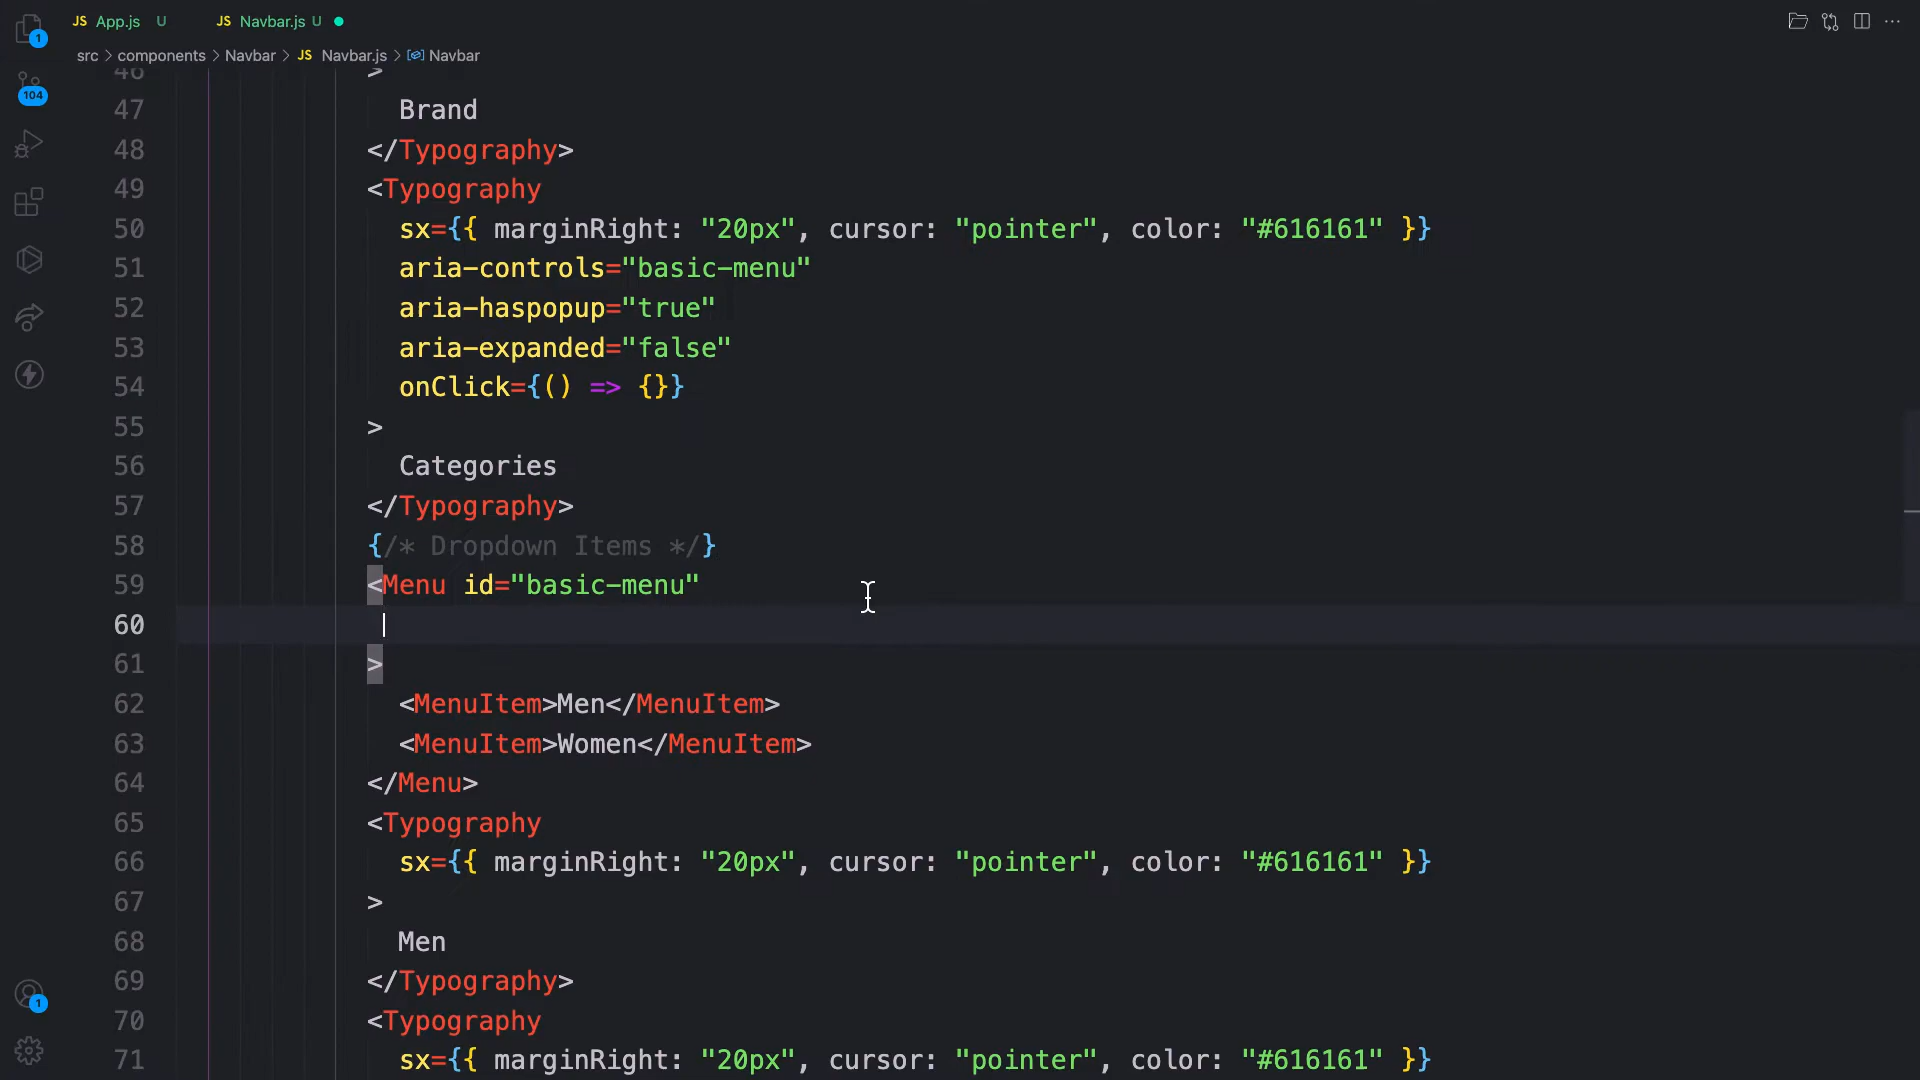 JS App.js U JS Navbar.js U
1
src > components > Navbar > JS Navbar.js > Navbar
104
46 >
47 Brand
48 </Typography>
49 <Typography
50 sx={{ marginRight: "20px", cursor: "pointer", color: "#616161" }}
51 aria-controls="basic-menu"
52 aria-haspopup="true"
53 aria-expanded="false"
54 onClick={() => {}}
55 >
56 Categories
57 </Typography>
58 {/* Dropdown Items */}
59 <Menu id="basic-menu"
60
61 >
62 <MenuItem>Men</MenuItem>
63 <MenuItem>Women</MenuItem>
64 </Menu>
65 <Typography
66 sx={{ marginRight: "20px", cursor: "pointer", color: "#616161" }}
67 >
68 Men
69 </Typography>
1
70 <Typography
71 sx={{ marginRight: "20px", cursor: "pointer", color: "#616161" }}